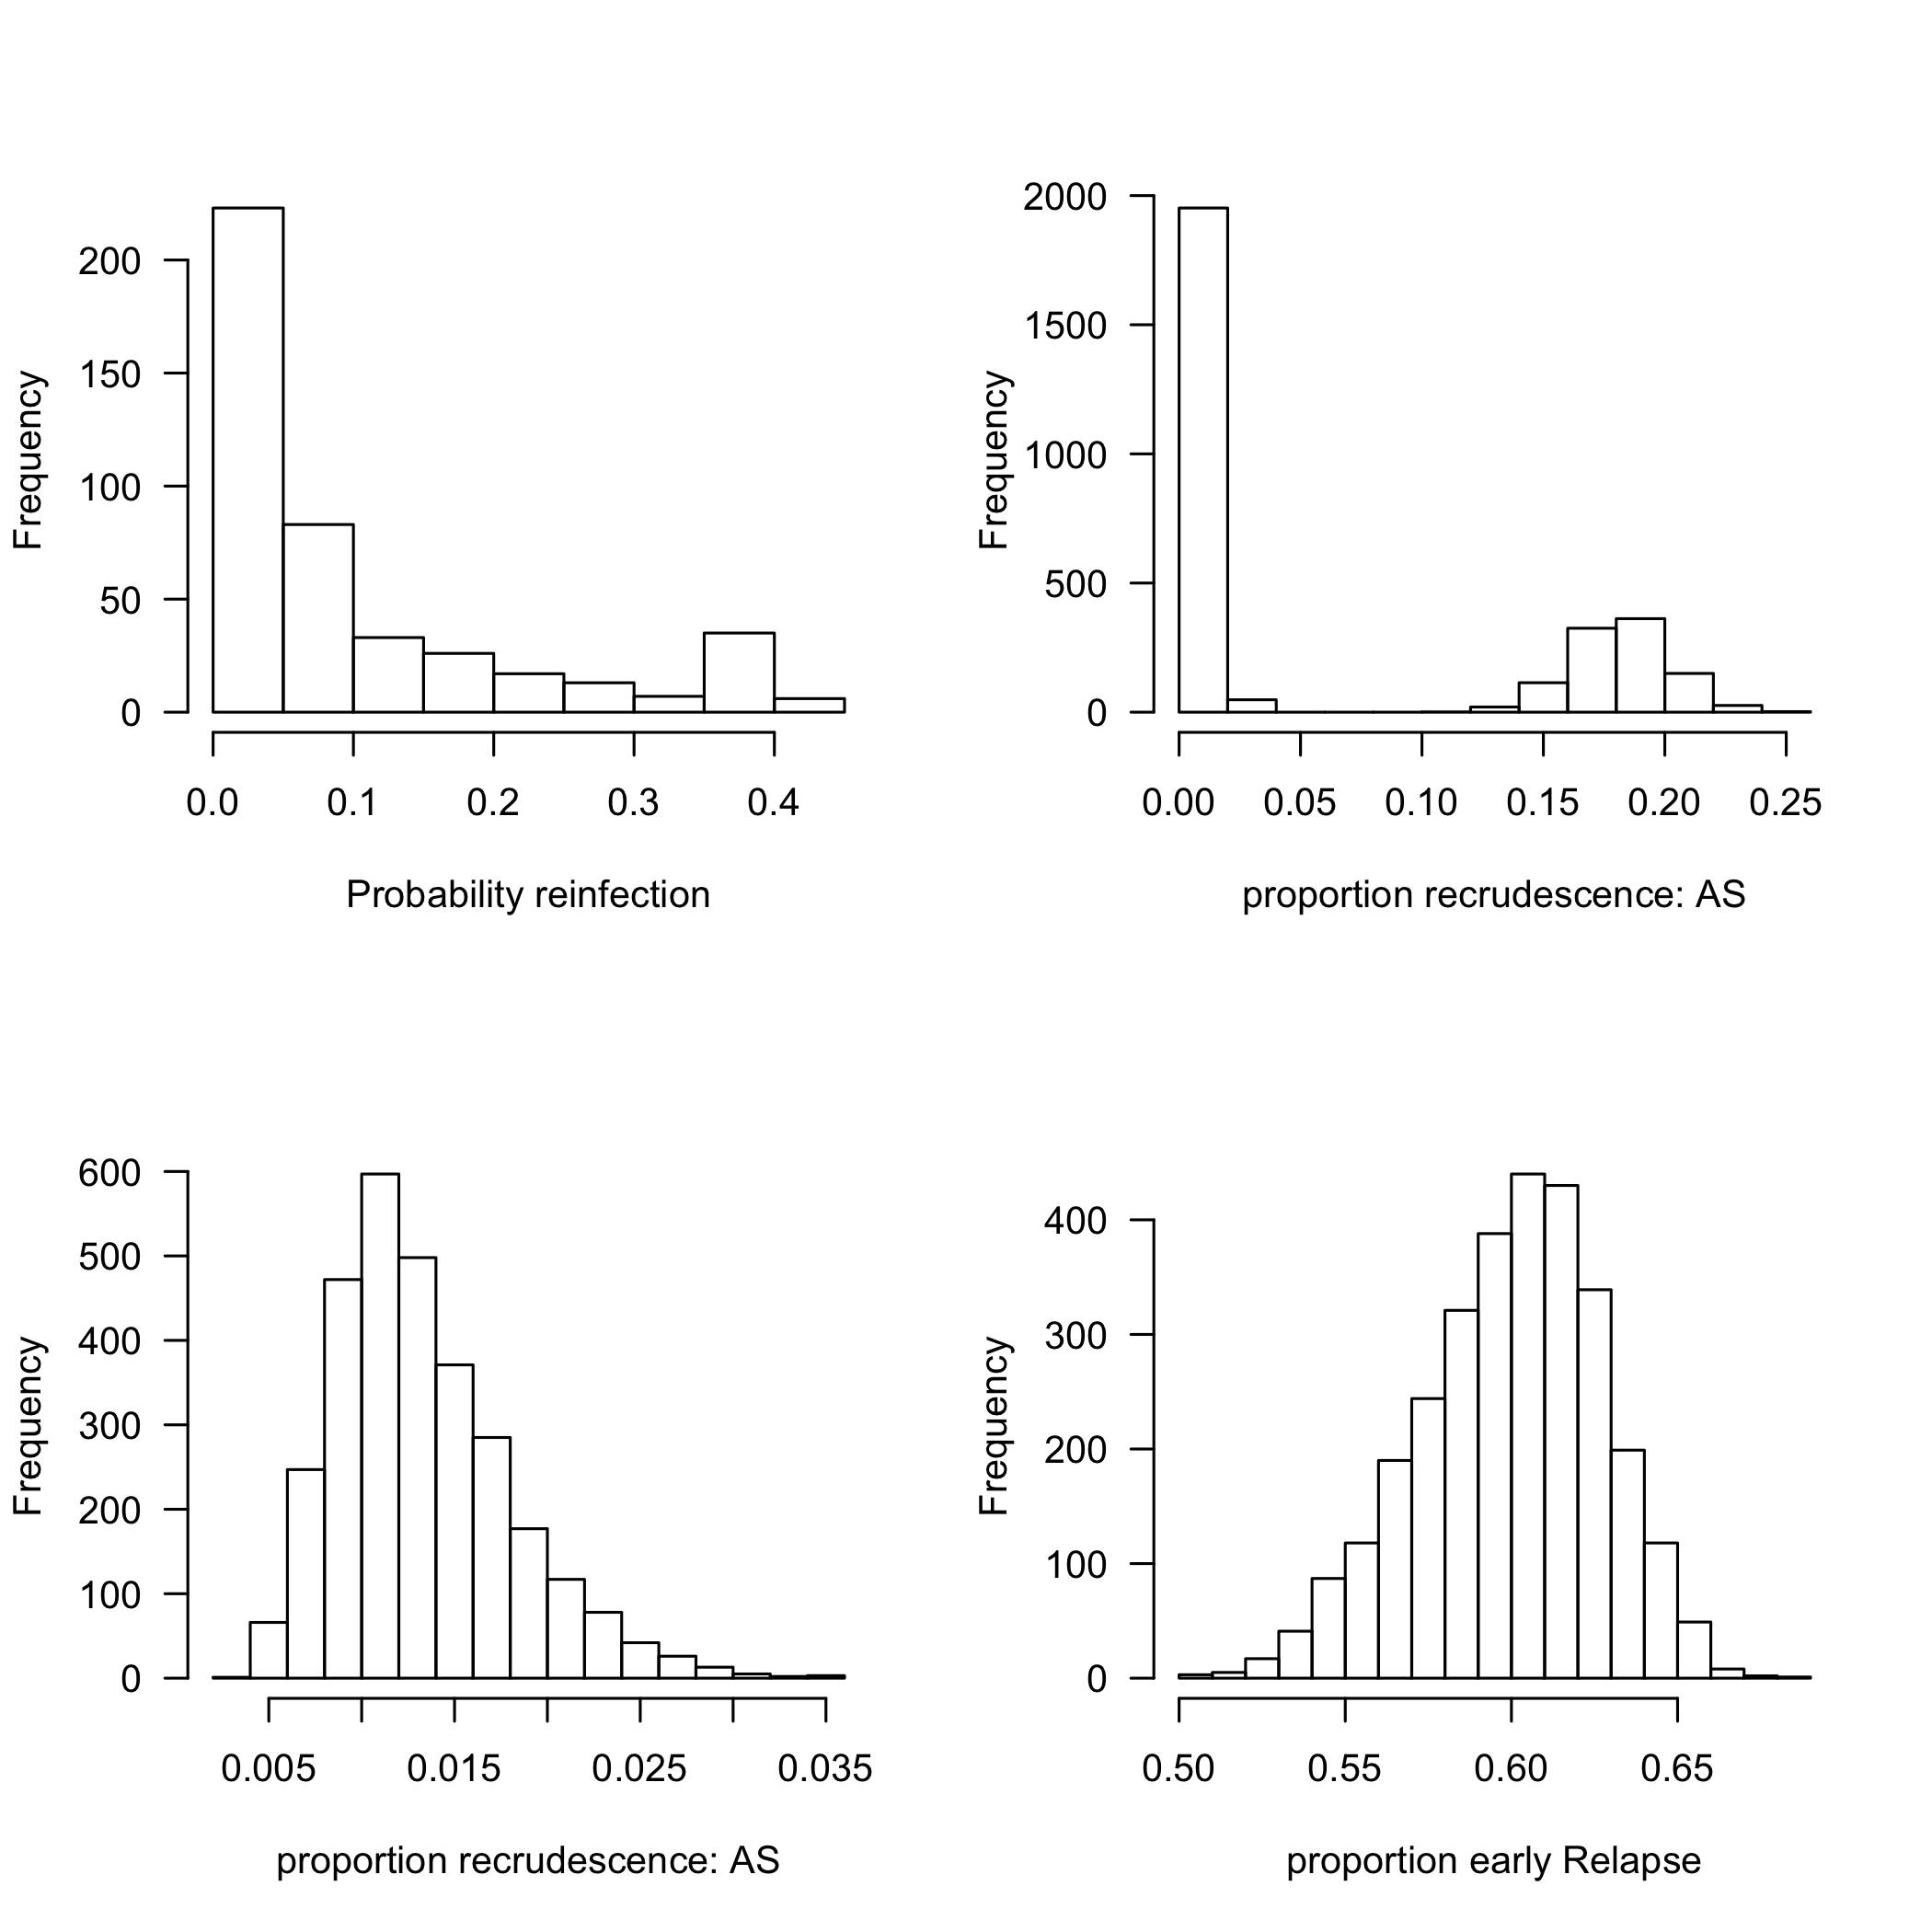 Frequency
200
150
100
50
0
0.0 0.1 0.2 0.3 0.4
Probability reinfection
Frequency
2000
1500
1000
500
0
0.00 0.05 0.10 0.15 0.20 0.25
proportion recrudescence: AS
Frequency
600
500
400
300
200
100
0
0.005 0.015 0.025 0.035
proportion recrudescence: AS
Frequency
400
300
200
100
0
0.50 0.55 0.60 0.65
proportion early Relapse